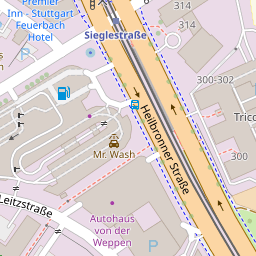 Premier
Inn - Stuttgart
Feuerbach
Hotel
Sieglestraße
314
314
300-302
Heilbronner Straße
Trico
Mr. Wash
300
Leitzstraße
Autohaus
von der
Weppen
P
P